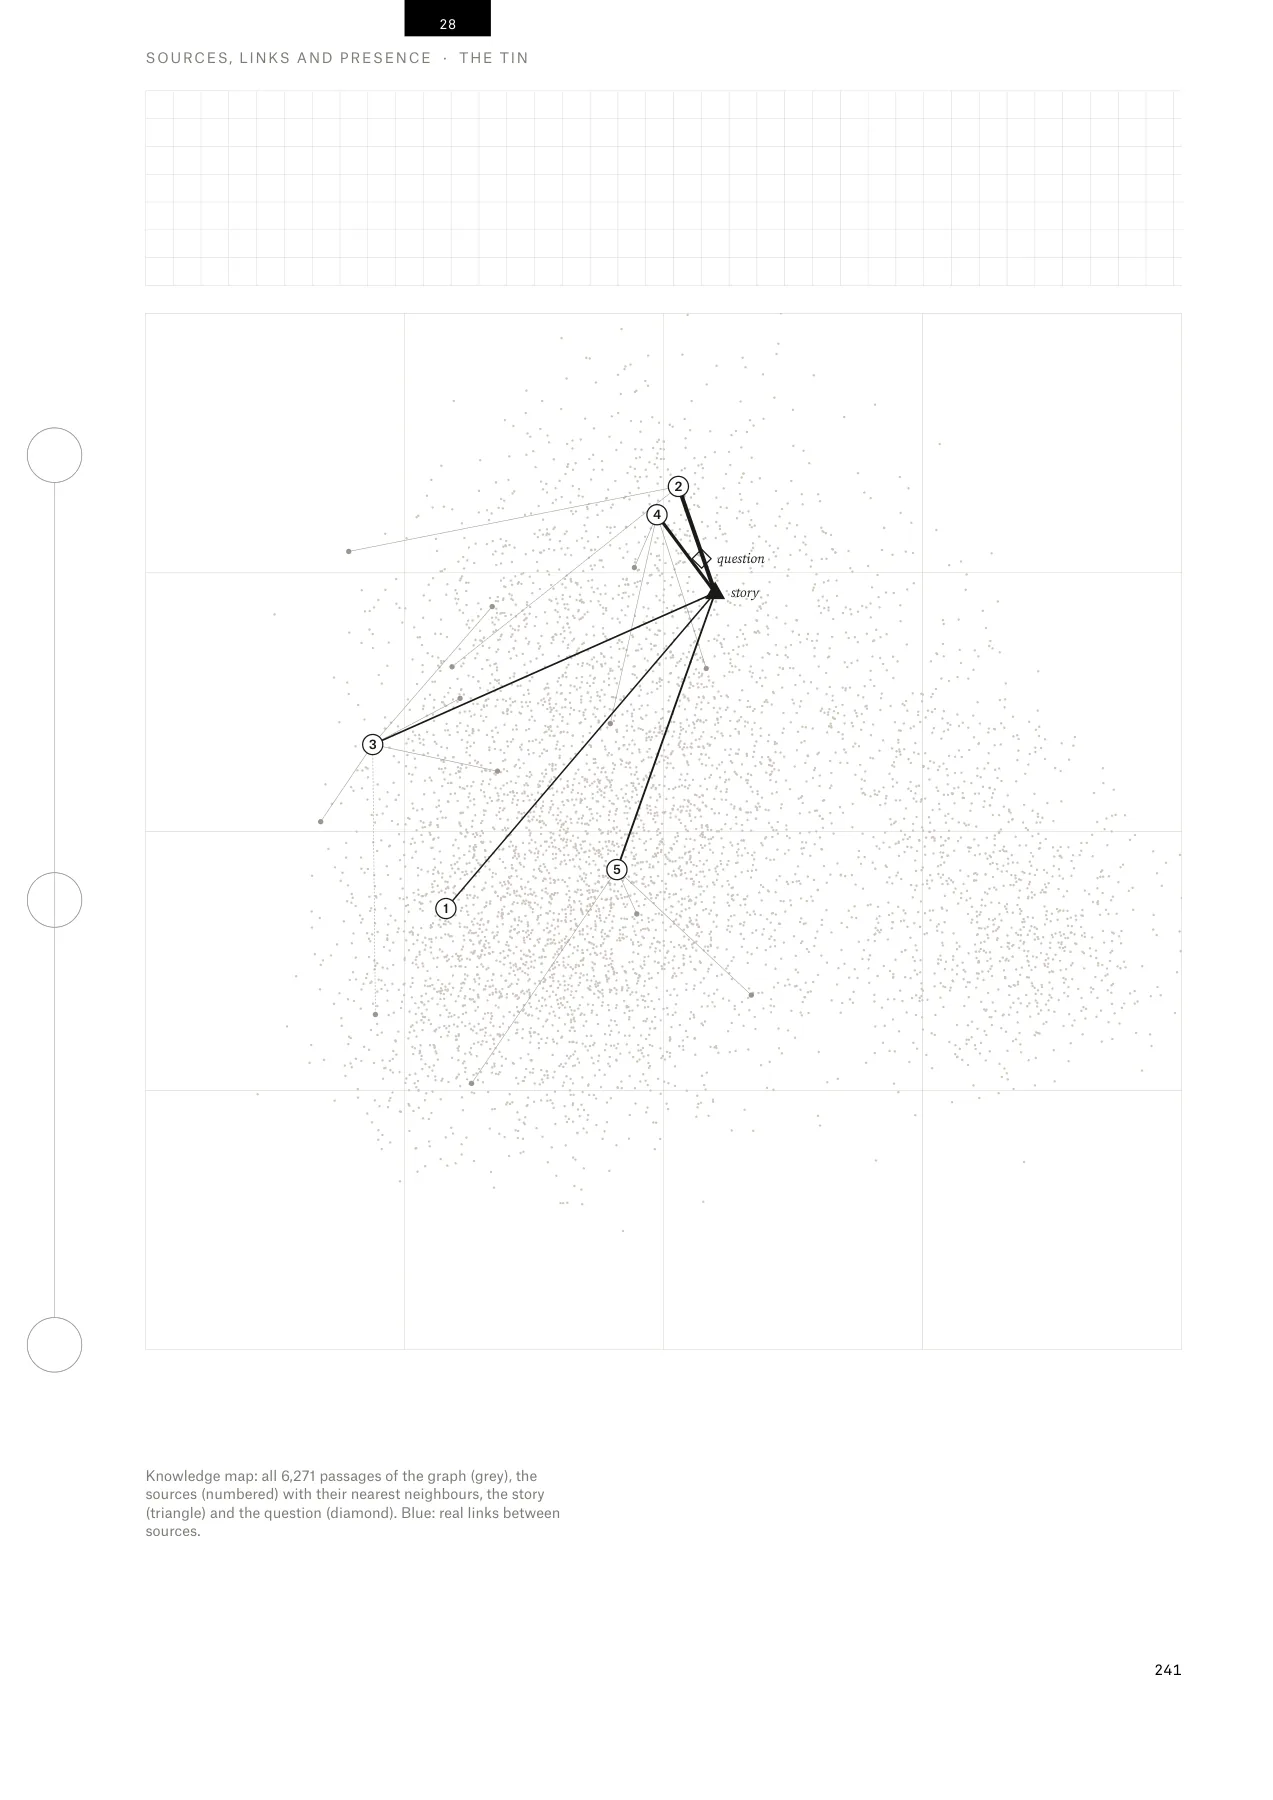 28
SOURCES, LINKS AND PRESENCE · THE TIN
2
4
question
story
3
5
1
Knowledge map: all 6,271 passages of the graph (grey), the
sources (numbered) with their nearest neighbours, the story
(triangle) and the question (diamond). Blue: real links between
sources.
241